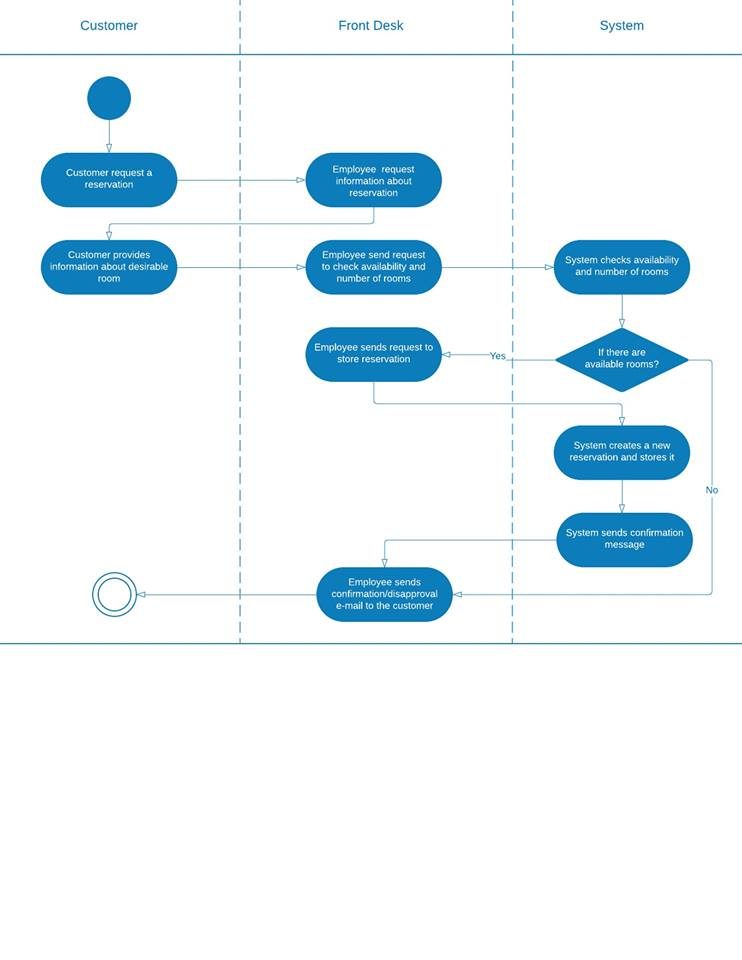 Customer
Front Desk
System
Customer request a
reservation
Employee  request
information about
reservation
Customer provides
information about desirable
room
Employee send request
to check availability and
number of rooms
System checks availability
and number of rooms
Employee sends request to
store reservation
Yes
If there are
available rooms?
System creates a new
reservation and stores it
No
System sends confirmation
message
Employee sends
confirmation/disapproval
e-mail to the customer